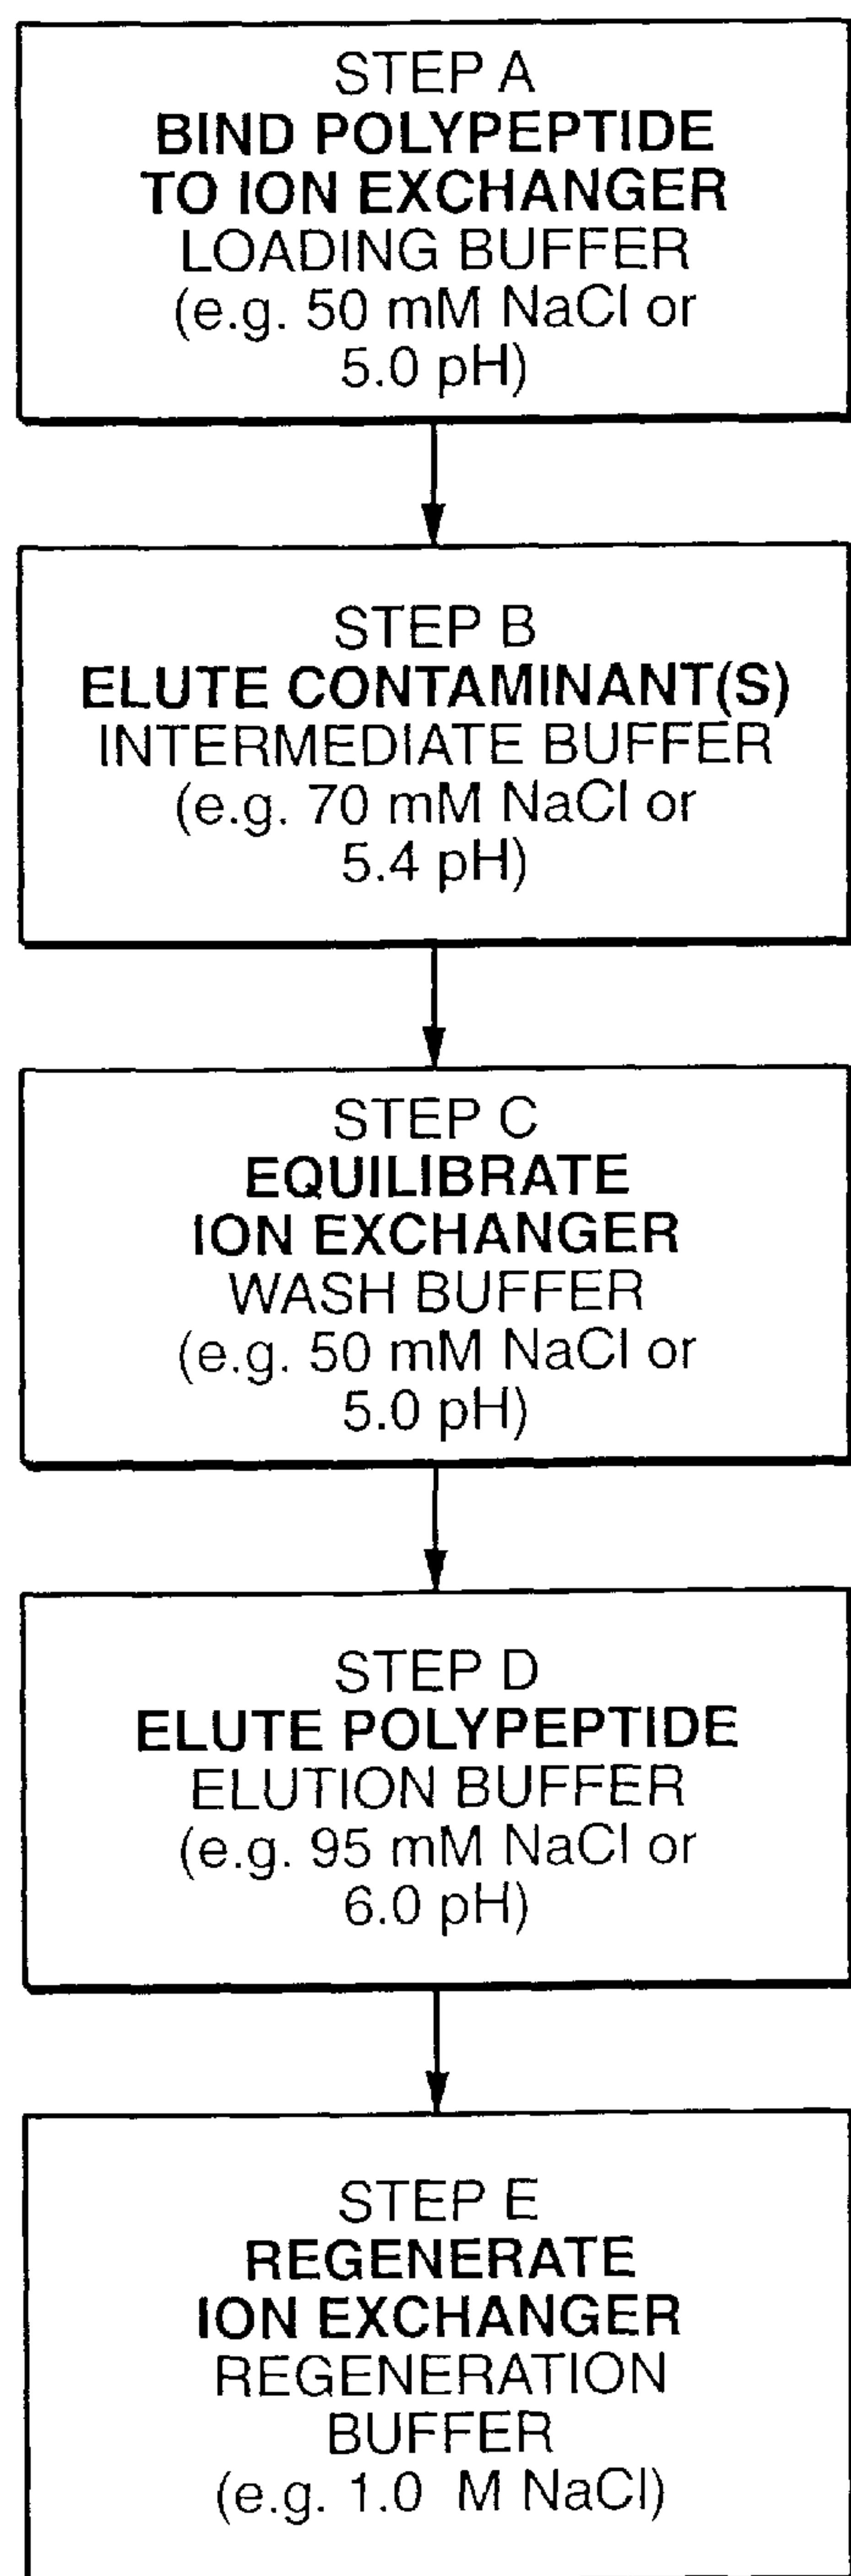 STEP A
BIND POLYPEPTIDE
TO ION EXCHANGER
LOADING BUFFER
(e.g. 50 mM NaCl or
5.0 pH)
STEP B
ELUTE CONTAMINANT(S)
INTERMEDIATE BUFFER
(e.g. 70 mM NaCl or
5.4 pH)
STEP C
EQUILIBRATE
ION EXCHANGER
WASH BUFFER
(e.g. 50 mM NaCl or
5.0 pH)
STEP D
ELUTE POLYPEPTIDE
ELUTION BUFFER
(e.g. 95 mM NaCl or
6.0 pH)
STEP E
REGENERATE
ION EXCHANGER
REGENERATION
BUFFER
(e.g. 1.0 M NaCl)